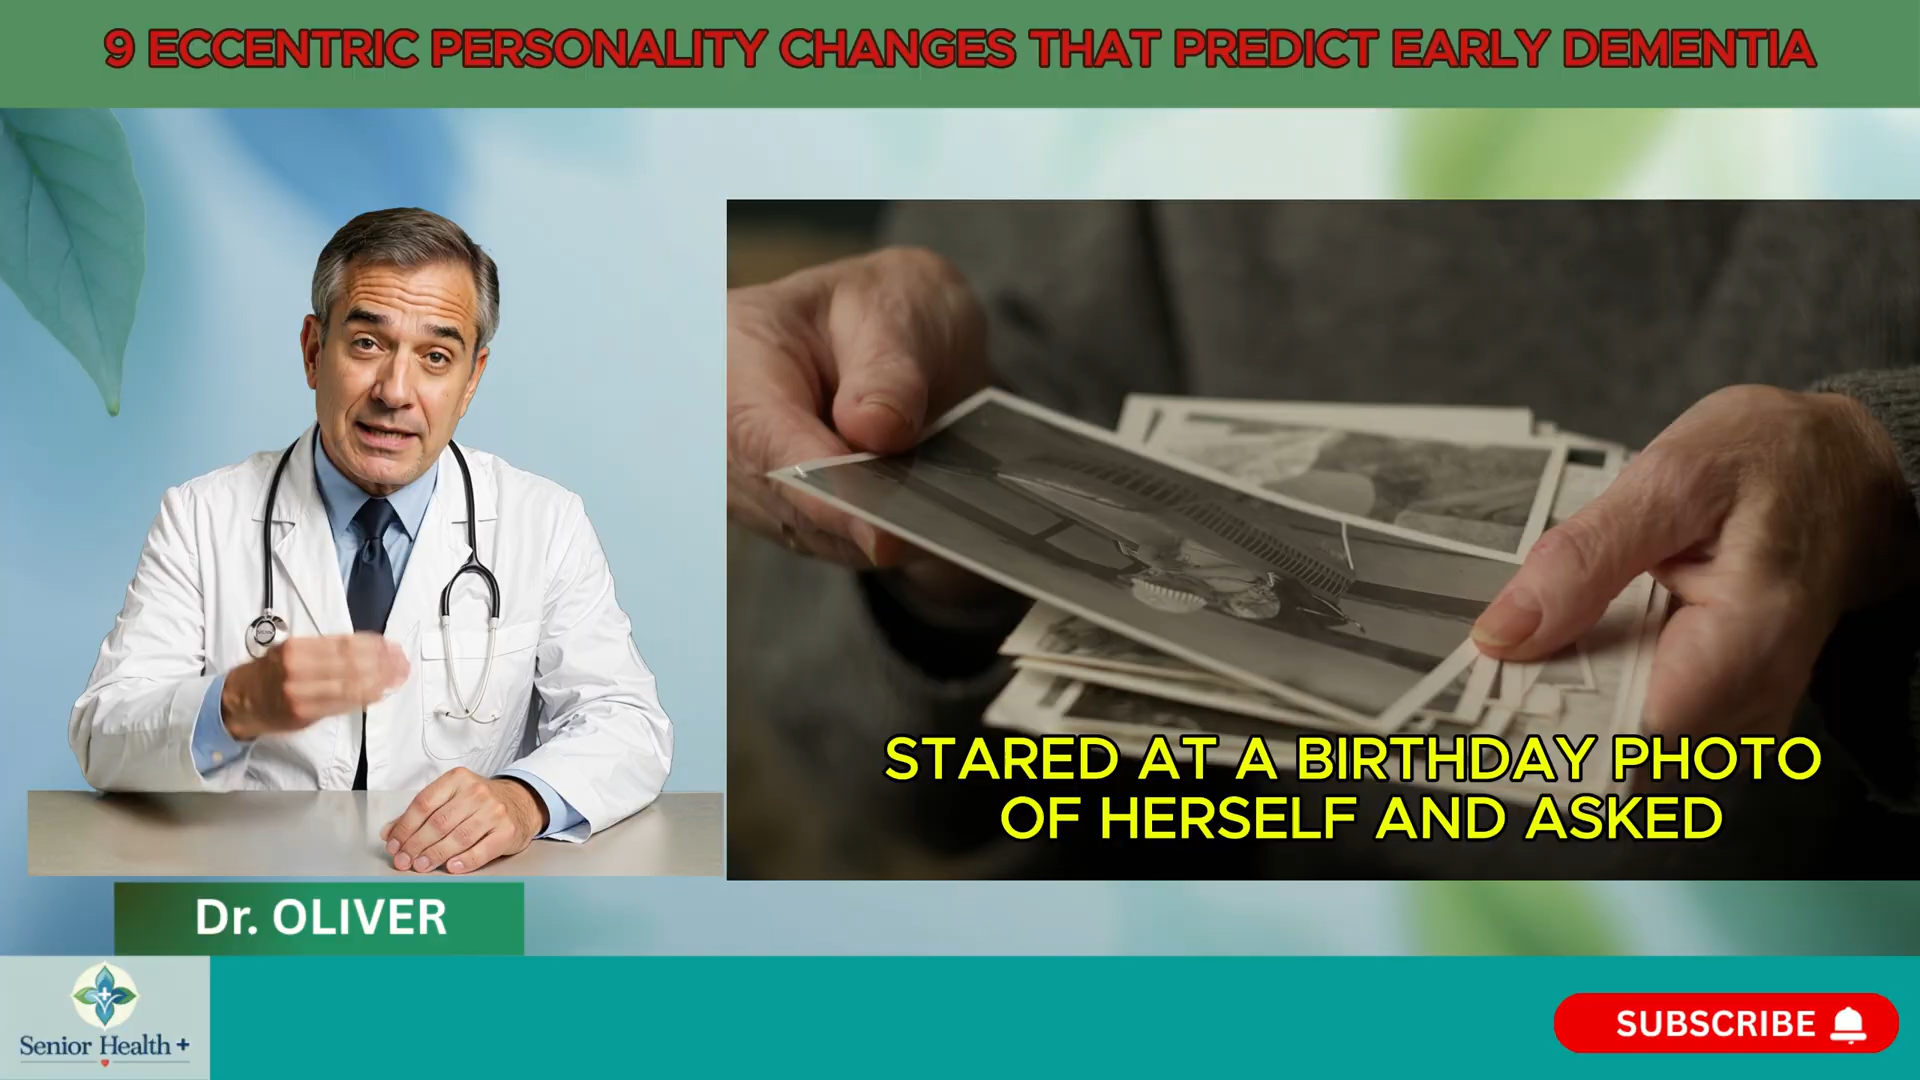 9 ECCENTRIC PERSONALITY CHANGES THAT PREDICT EARLY DEMENTIA
STARED AT A BIRTHDAY PHOTO
OF HERSELF AND ASKED
Dr. OLIVER
Senior Health +
SUBSCRIBE